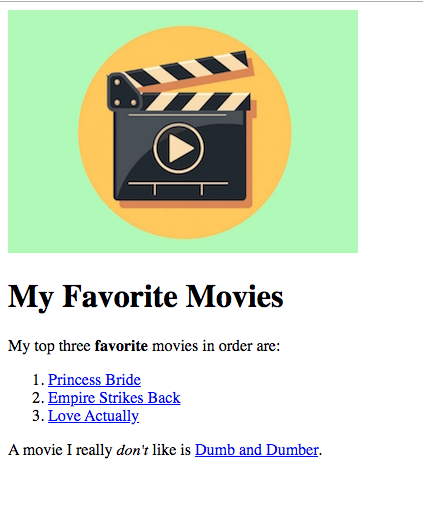 My Favorite Movies
My top three favorite movies in order are:
1. Princess Bride
2. Empire Strikes Back
3. Love Actually
A movie I really don't like is Dumb and Dumber.